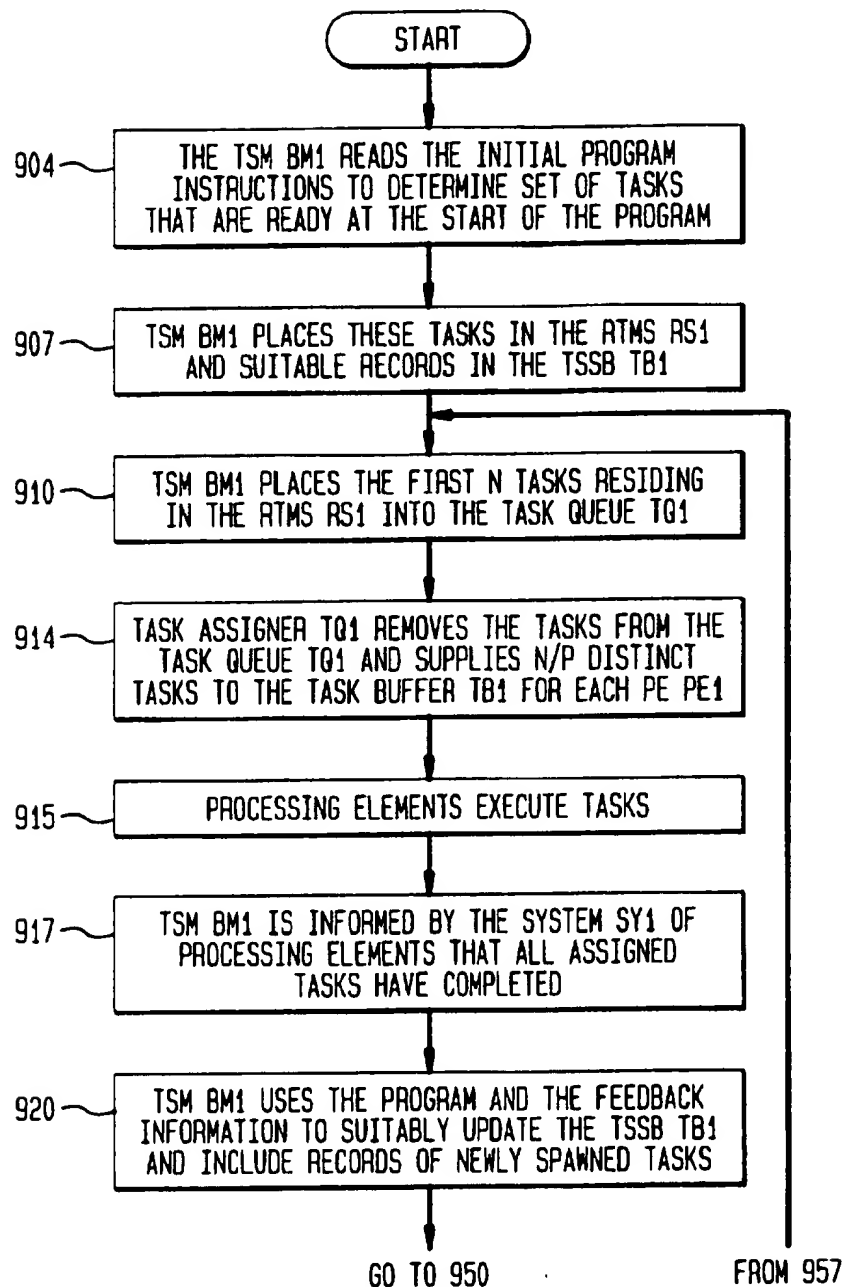 START
904
THE TSM BM1 READS THE INITIAL PROGRAM
INSTRUCTIONS TO DETERMINE SET OF TASKS
THAT ARE READY AT THE START OF THE PROGRAM
907
TSM BM1 PLACES THESE TASKS IN THE RTMS RS1
AND SUITABLE RECORDS IN THE TSSB TB1
910
TSM BM1 PLACES THE FIRST N TASKS RESIDING
IN THE RTMS RS1 INTO THE TASK QUEUE TQ1
914
TASK ASSIGNER TQ1 REMOVES THE TASKS FROM THE
TASK QUEUE TQ1 AND SUPPLIES N/P DISTINCT
TASKS TO THE TASK BUFFER TB1 FOR EACH PE PE1
915
PROCESSING ELEMENTS EXECUTE TASKS
917
TSM BM1 IS INFORMED BY THE SYSTEM SY1 OF
PROCESSING ELEMENTS THAT ALL ASSIGNED
TASKS HAVE COMPLETED
920
TSM BM1 USES THE PROGRAM AND THE FEEDBACK
INFORMATION TO SUITABLY UPDATE THE TSSB TB1
AND INCLUDE RECORDS OF NEWLY SPAWNED TASKS
GO TO 950
FROM 957